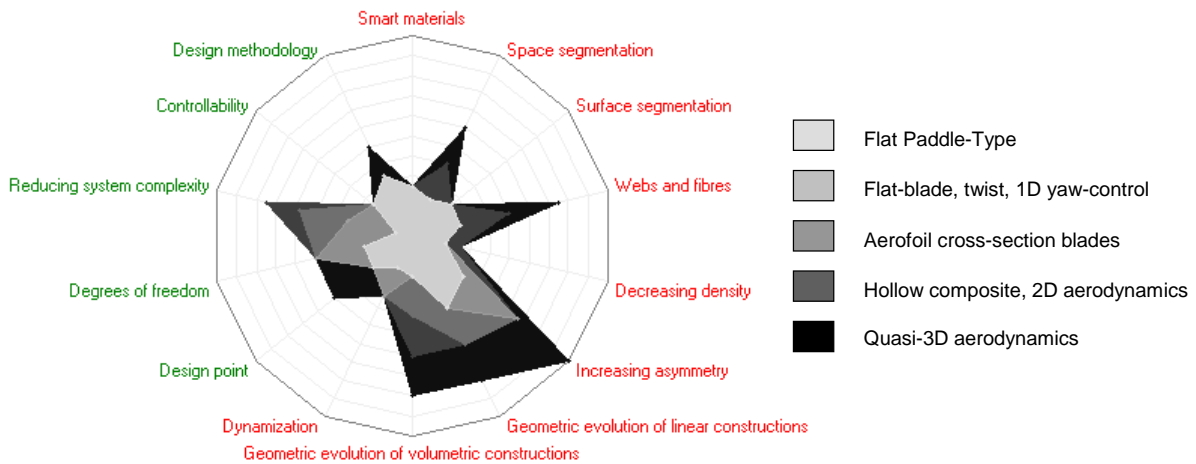 Smart materials
Design methodology
Space segmentation
Controllability
Surface segmentation
Reducing system complexity
Webs and fibres
Degrees of freedom
Decreasing density
Design point
Increasing asymmetry
Dynamization
Geometric evolution of linear constructions
Geometric evolution of volumetric constructions
Flat Paddle-Type
Flat-blade, twist, 1D yaw-control
Aerofoil cross-section blades
Hollow composite, 2D aerodynamics
Quasi-3D aerodynamics